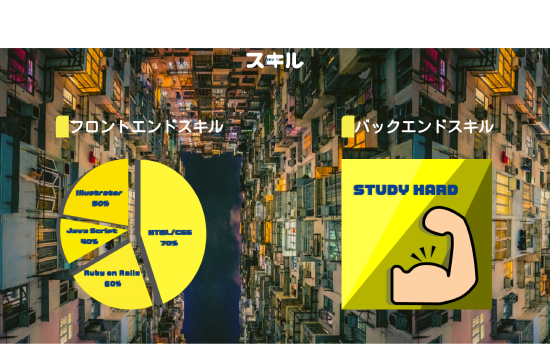 スキル
フロントエンドスキル
バックエンドスキル
Illustrator
50%
Java Script
40%
Ruby on Rails
60%
HTML/CSS
70%
STUDY HARD